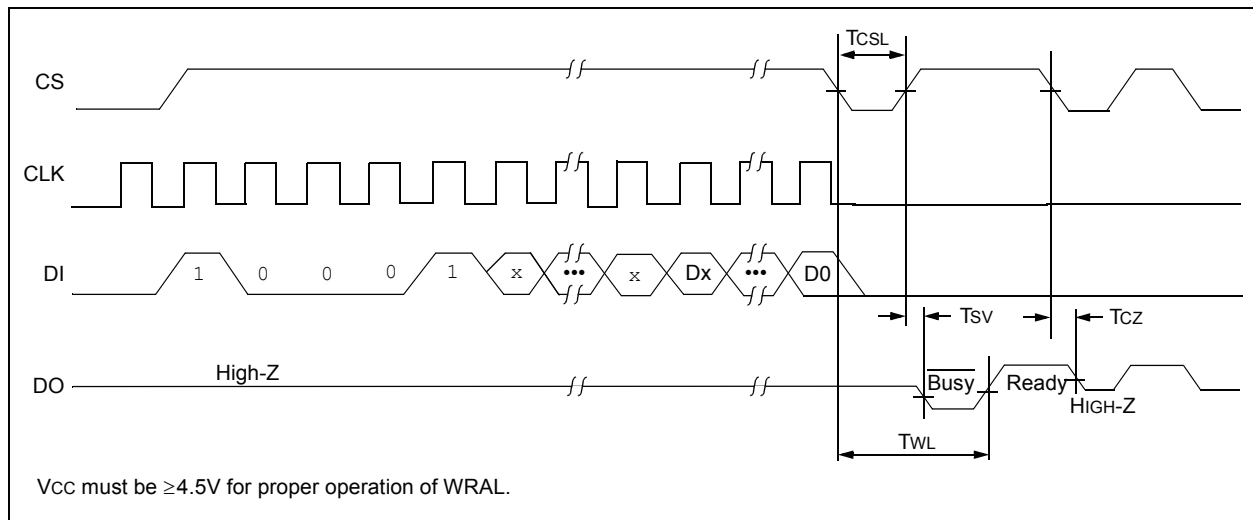 TCSL
CS
CLK
DI 1 0 0 0 1 x ••• x Dx ••• D0
TSV TCZ
DO High-Z Busy Ready
HIGH-Z
TWL
VCC must be ≥4.5V for proper operation of WRAL.